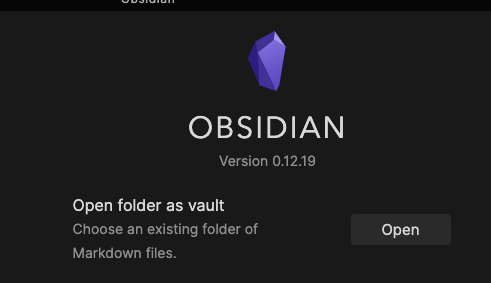 Obsidian
OBSIDIAN
Version 0.12.19
Open folder as vault
Choose an existing folder of
Markdown files.
Open